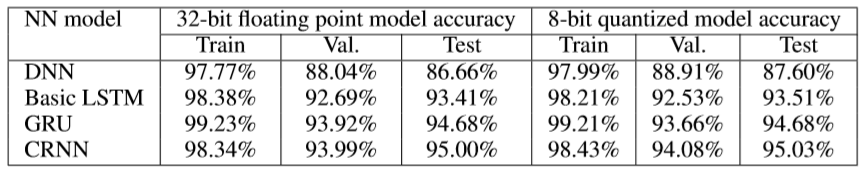 NN model 32-bit floating point model accuracy 8-bit quantized model accuracy
Train Val. Test Train Val. Test
DNN 97.77% 88.04% 86.66% 97.99% 88.91% 87.60%
Basic LSTM 98.38% 92.69% 93.41% 98.21% 92.53% 93.51%
GRU 99.23% 93.92% 94.68% 99.21% 93.66% 94.68%
CRNN 98.34% 93.99% 95.00% 98.43% 94.08% 95.03%